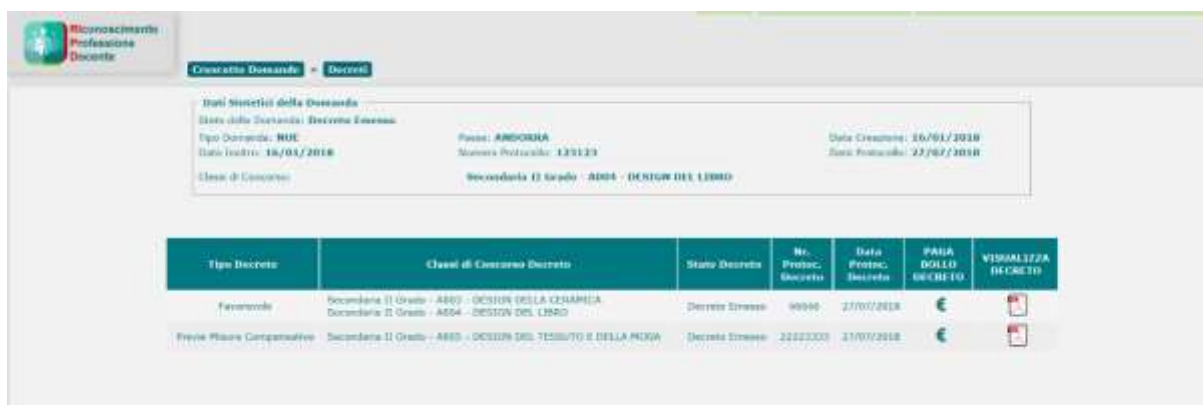 Riconoscimento
Professione
Docente
Cruscotto Domande » Decreti
Dati Sintetici della Domanda
Stato della Domanda: Decreto Emesso
Tipo Domanda: NUE Paese: ANDORRA Data Creazione: 16/01/2018
Data Inoltro: 16/01/2018 Numero Protocollo: 123123 Data Protocollo: 27/07/2018
Classi di Concorso: Secondaria II Grado - A004 - DESIGN DEL LIBRO
Tipo Decreto Classi di Concorso Decreto Stato Decreto Nr. Protoc. Decreto Data Protoc. Decreto PAGA BOLLO DECRETO VISUALIZZA DECRETO
Favorevole Secondaria II Grado - A003 - DESIGN DELLA CERAMICA Decreto Emesso 27/07/2018 €
Secondaria II Grado - A004 - DESIGN DEL LIBRO
Previe Misure Compensative Secondaria II Grado - A005 - DESIGN DEL TESSUTO E DELLA MODA Decreto Emesso 27/07/2018 €